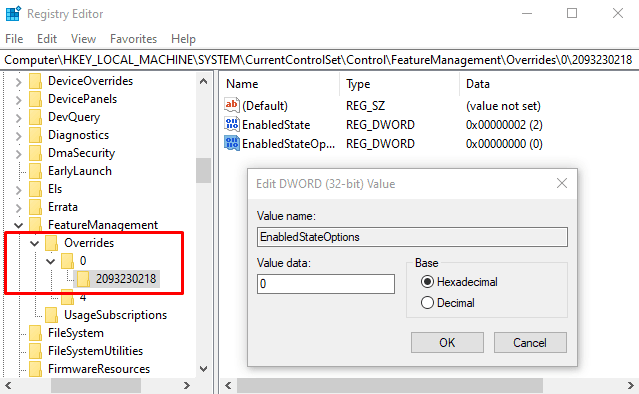 Registry Editor
File Edit View Favorites Help
Computer\HKEY_LOCAL_MACHINE\SYSTEM\CurrentControlSet\Control\FeatureManagement\Overrides\0\2093230218
DeviceOverrides
DevicePanels
DevQuery
Diagnostics
DmaSecurity
EarlyLaunch
Els
Errata
FeatureManagement
Overrides
0
2093230218
4
UsageSubscriptions
FileSystem
FileSystemUtilities
FirmwareResources
Name Type Data
(Default) REG_SZ (value not set)
EnabledState REG_DWORD 0x00000002 (2)
EnabledStateOp... REG_DWORD 0x00000000 (0)
Edit DWORD (32-bit) Value
Value name:
EnabledStateOptions
Value data:
0
Base
Hexadecimal
Decimal
OK Cancel